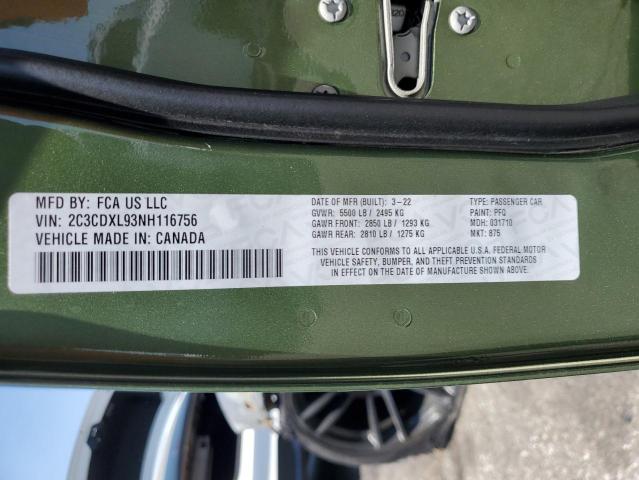 MFD BY: FCA US LLC
VIN: 2C3CDXL93NH116756
VEHICLE MADE IN: CANADA
DATE OF MFR (BUILT): 3-22
GVWR: 5500 LB / 2495 KG
GAWR FRONT: 2850 LB / 1293 KG
GAWR REAR: 2810 LB / 1275 KG
TYPE: PASSENGER CAR
PAINT: PFQ
MDH: 031710
MKT: 875
THIS VEHICLE CONFORMS TO ALL APPLICABLE U.S.A. FEDERAL MOTOR
VEHICLE SAFETY, BUMPER, AND THEFT PREVENTION STANDARDS
IN EFFECT ON THE DATE OF MANUFACTURE SHOWN ABOVE.